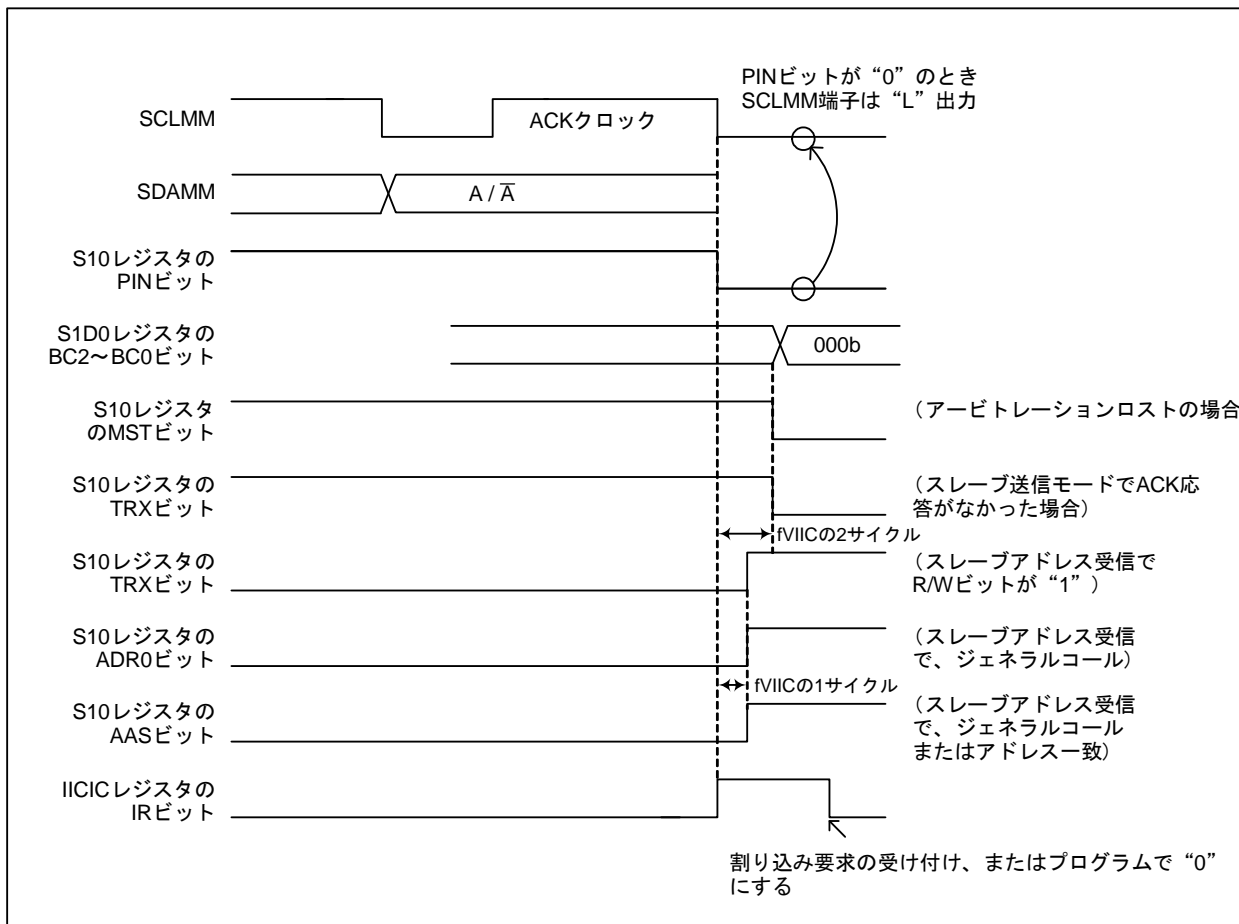 PINビットが“0”のとき
SCLMM端子は“L”出力
SCLMM
ACKクロック
SDAMM
A / A̅
S10レジスタの
PINビット
S1D0レジスタの
BC2～BC0ビット
000b
S10レジスタ
のMSTビット
（アービトレーションロストの場合
S10レジスタの
TRXビット
（スレーブ送信モードでACK応
答がなかった場合）
fVIICの2サイクル
S10レジスタの
TRXビット
（スレーブアドレス受信で
R/Wビットが“1”）
S10レジスタの
ADR0ビット
（スレーブアドレス受信
で、ジェネラルコール）
fVIICの1サイクル
S10レジスタの
AASビット
（スレーブアドレス受信
で、ジェネラルコール
またはアドレス一致）
IICICレジスタの
IRビット
割り込み要求の受け付け、またはプログラムで“0”
にする